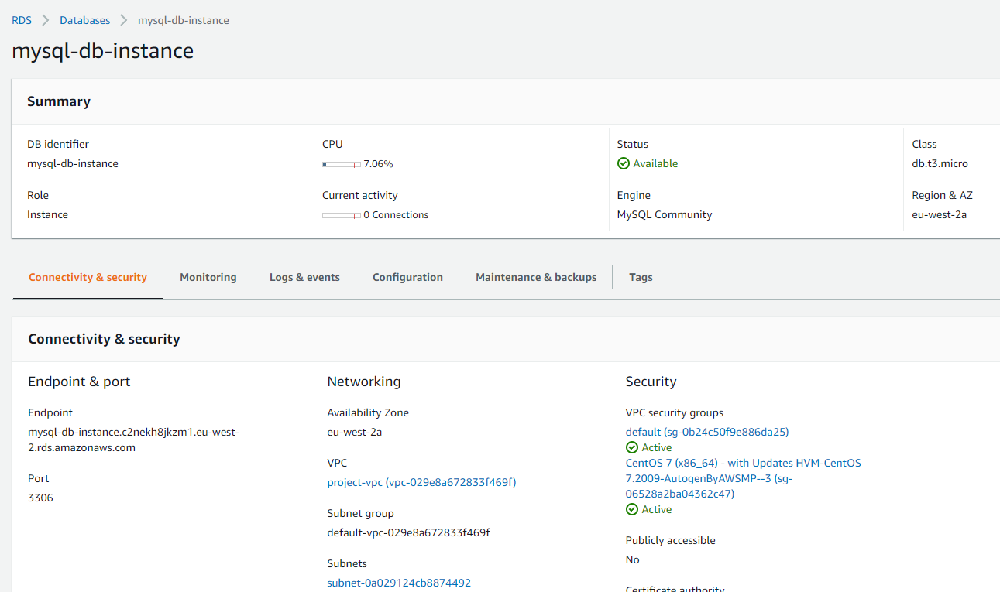 RDS > Databases > mysql-db-instance
mysql-db-instance
Summary
DB identifier
mysql-db-instance
Role
Instance
CPU
7.06%
Current activity
0 Connections
Status
Available
Engine
MySQL Community
Class
db.t3.micro
Region & AZ
eu-west-2a
Connectivity & security
Monitoring
Logs & events
Configuration
Maintenance & backups
Tags
Connectivity & security
Endpoint & port
Endpoint
mysql-db-instance.c2nekh8jkzm1.eu-west-
2.rds.amazonaws.com
Port
3306
Networking
Availability Zone
eu-west-2a
VPC
project-vpc (vpc-029e8a672833f469f)
Subnet group
default-vpc-029e8a672833f469f
Subnets
subnet-0a029124cb8874492
Security
VPC security groups
default (sg-0b24c50f9e886da25)
Active
CentOS 7 (x86_64) - with Updates HVM-CentOS
7.2009-AutogenByAWSMP--3 (sg-
06528a2ba04362c47)
Active
Publicly accessible
No
Certificate authority